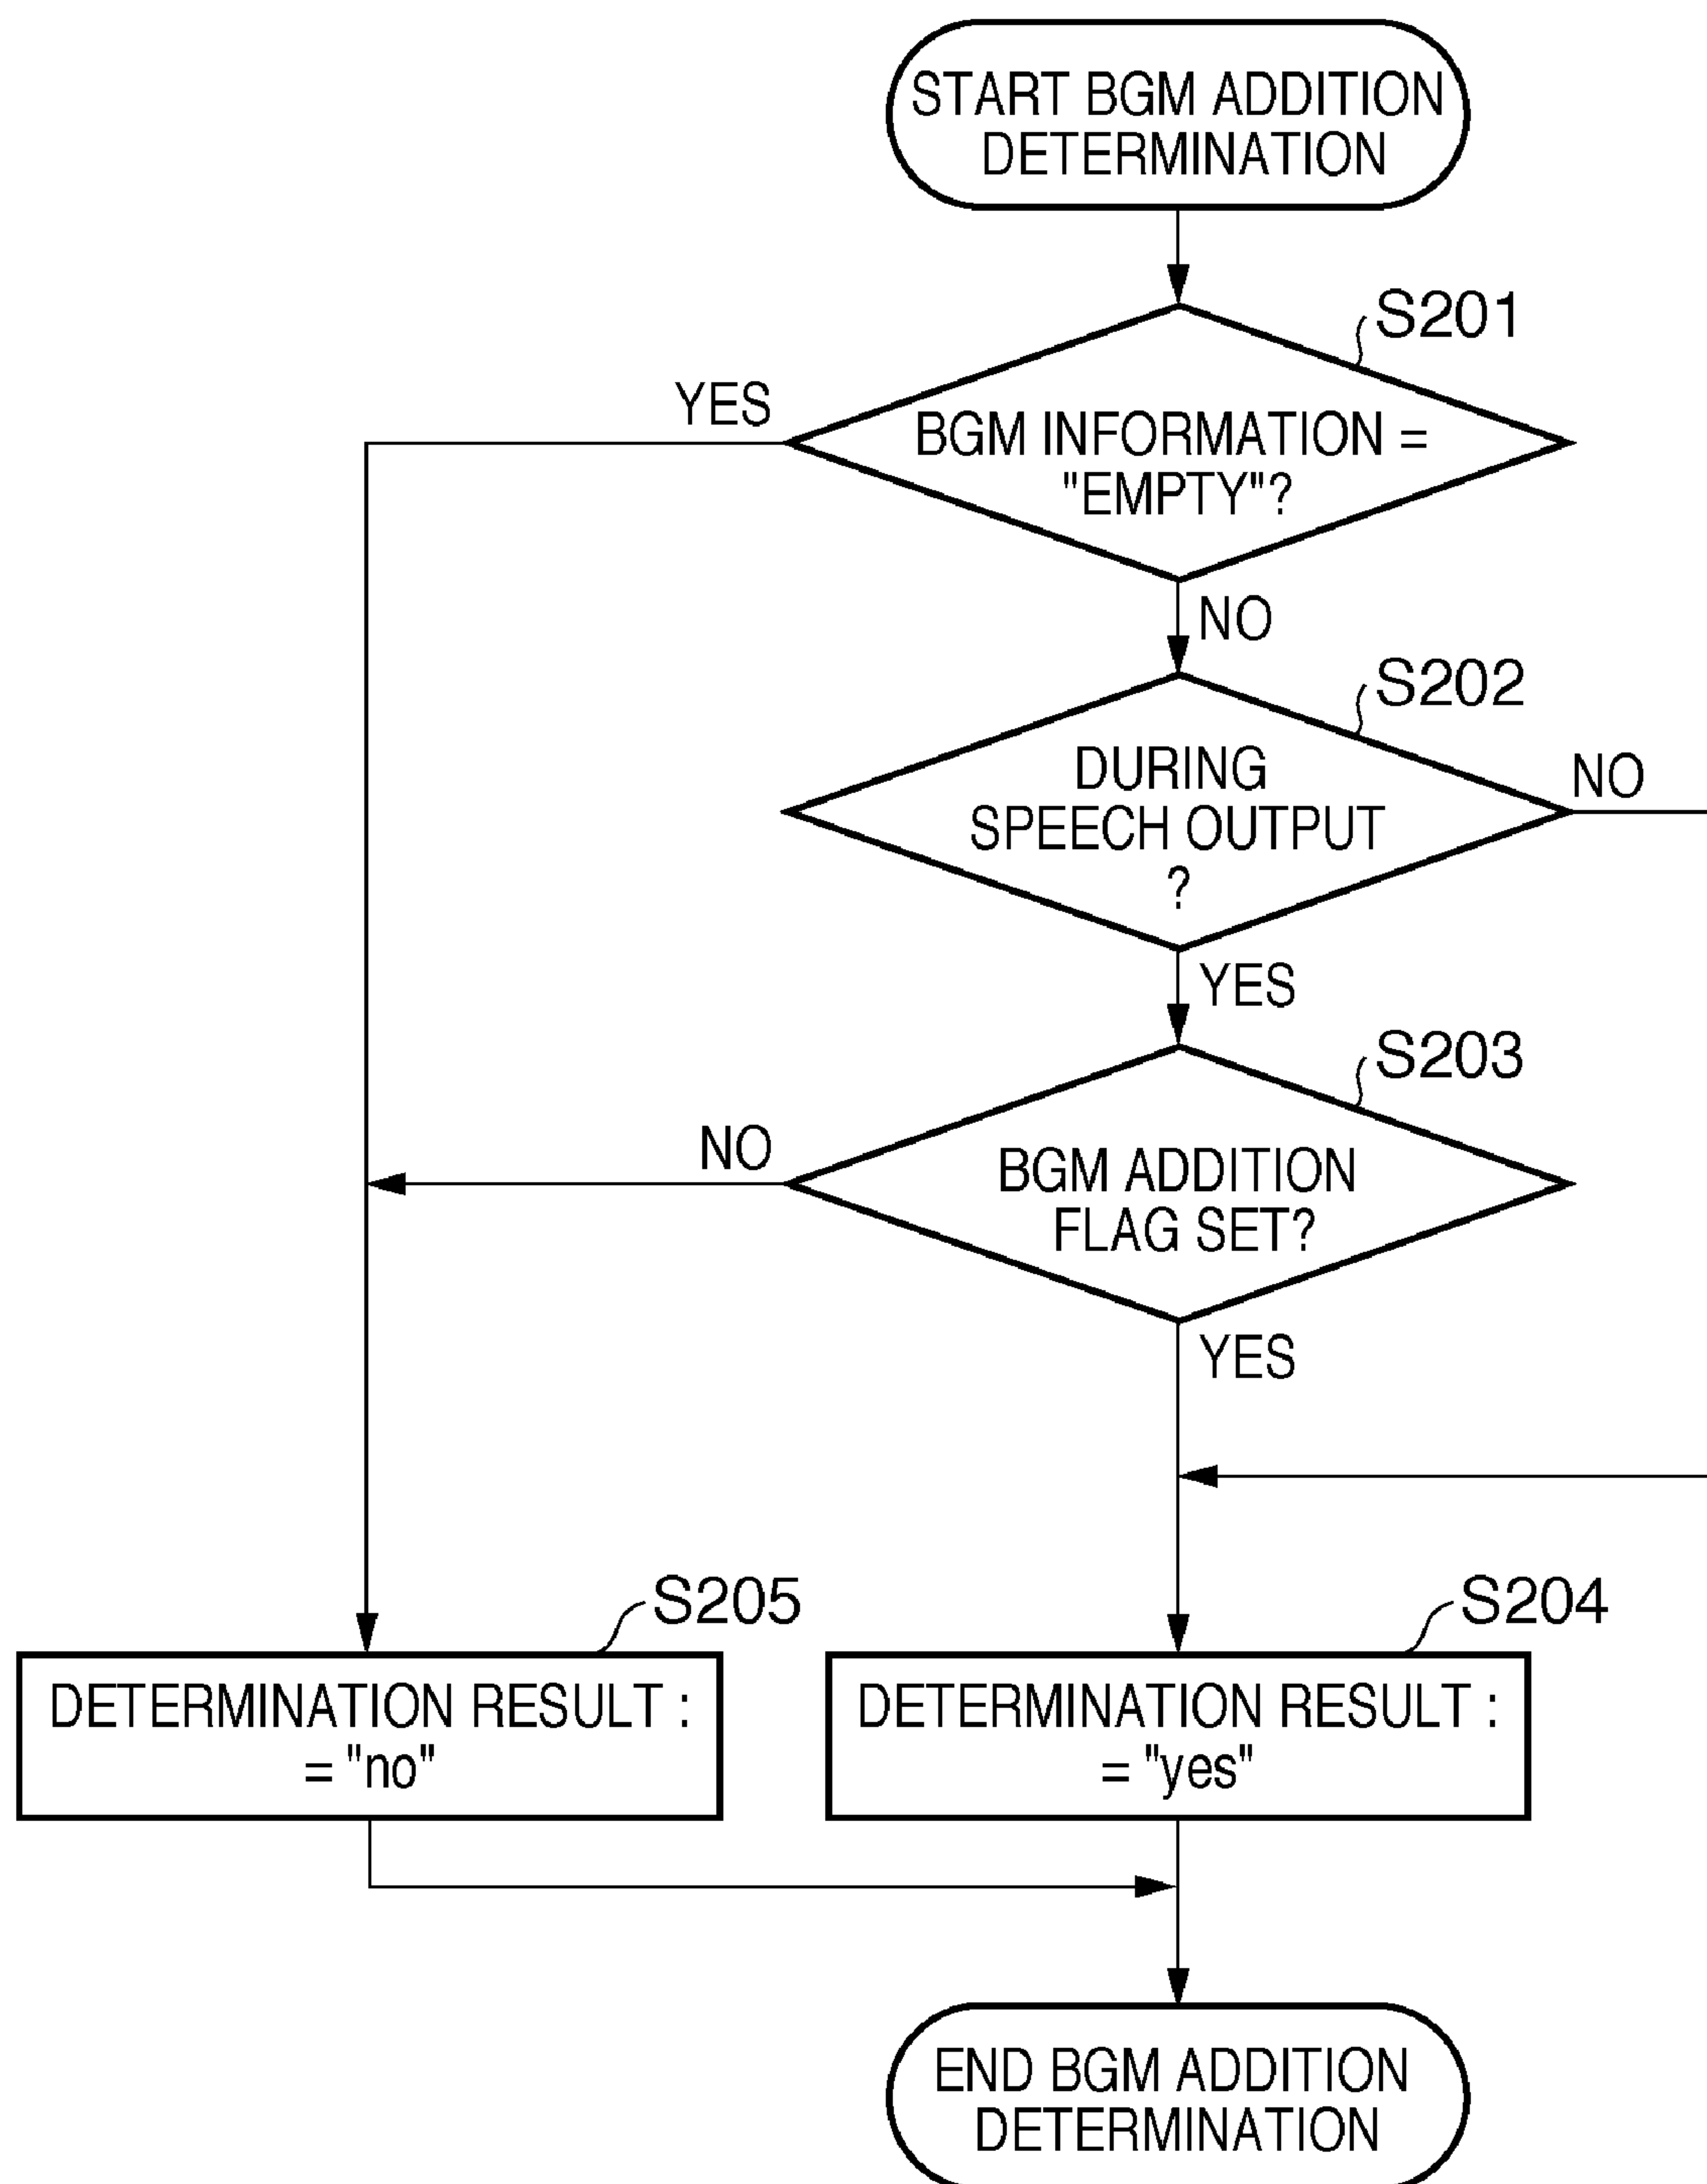 START BGM ADDITION
DETERMINATION
S201
YES
BGM INFORMATION =
"EMPTY"?
NO
S202
DURING
SPEECH OUTPUT
?
NO
YES
S203
NO
BGM ADDITION
FLAG SET?
YES
S205
S204
DETERMINATION RESULT :
= "no"
DETERMINATION RESULT :
= "yes"
END BGM ADDITION
DETERMINATION